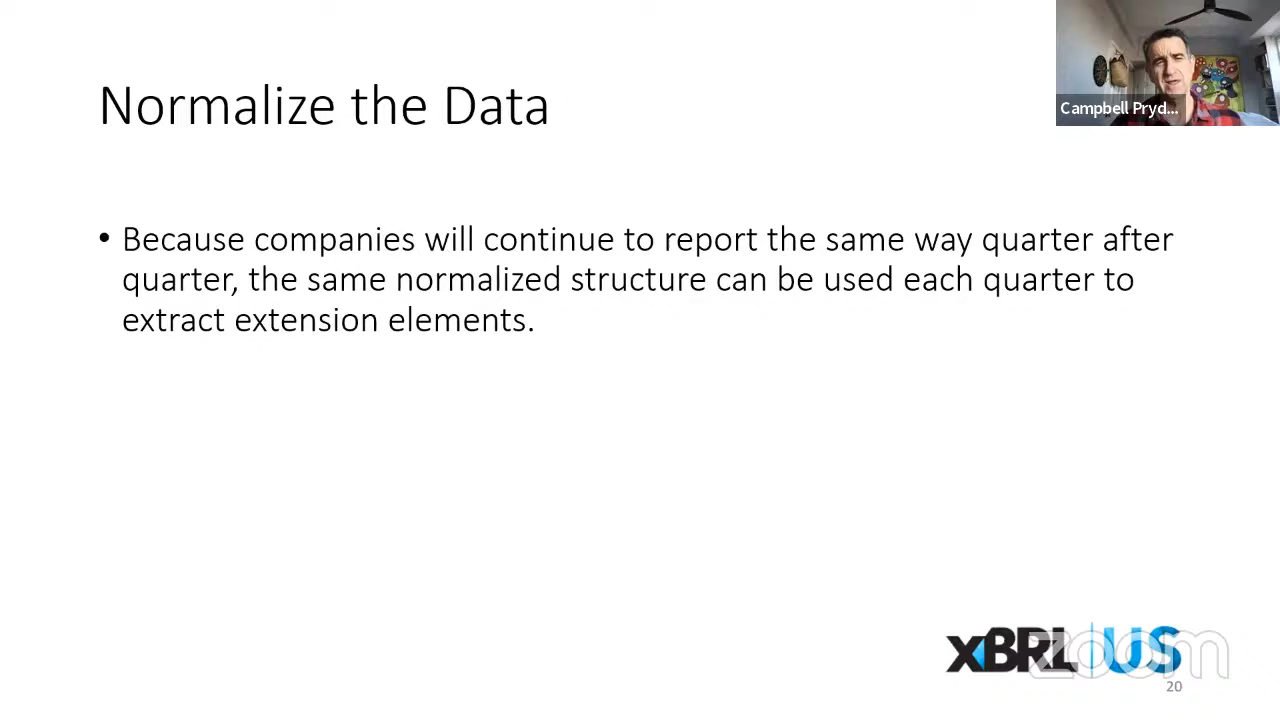 Normalize the Data
Campbell Pryd...
• Because companies will continue to report the same way quarter after
quarter, the same normalized structure can be used each quarter to
extract extension elements.
XBRL US
zoom
20